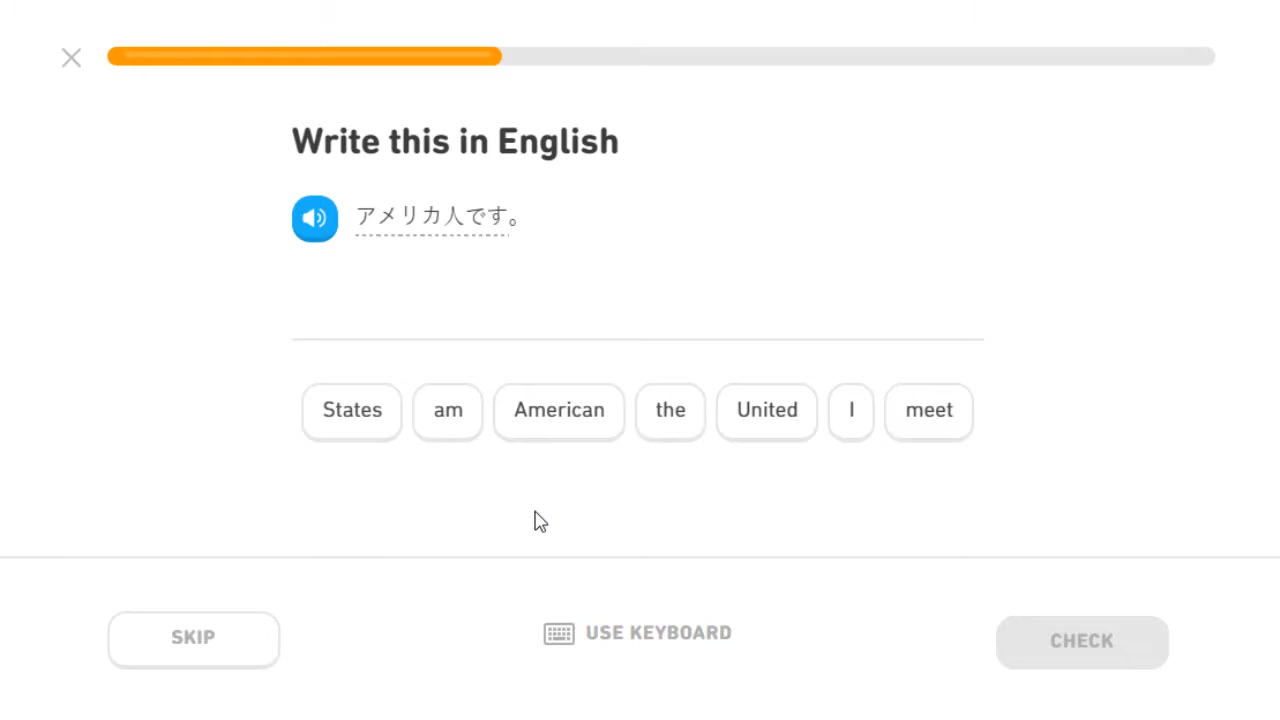 Write this in English
アメリカ人です。
States am American the United I meet
SKIP USE KEYBOARD CHECK